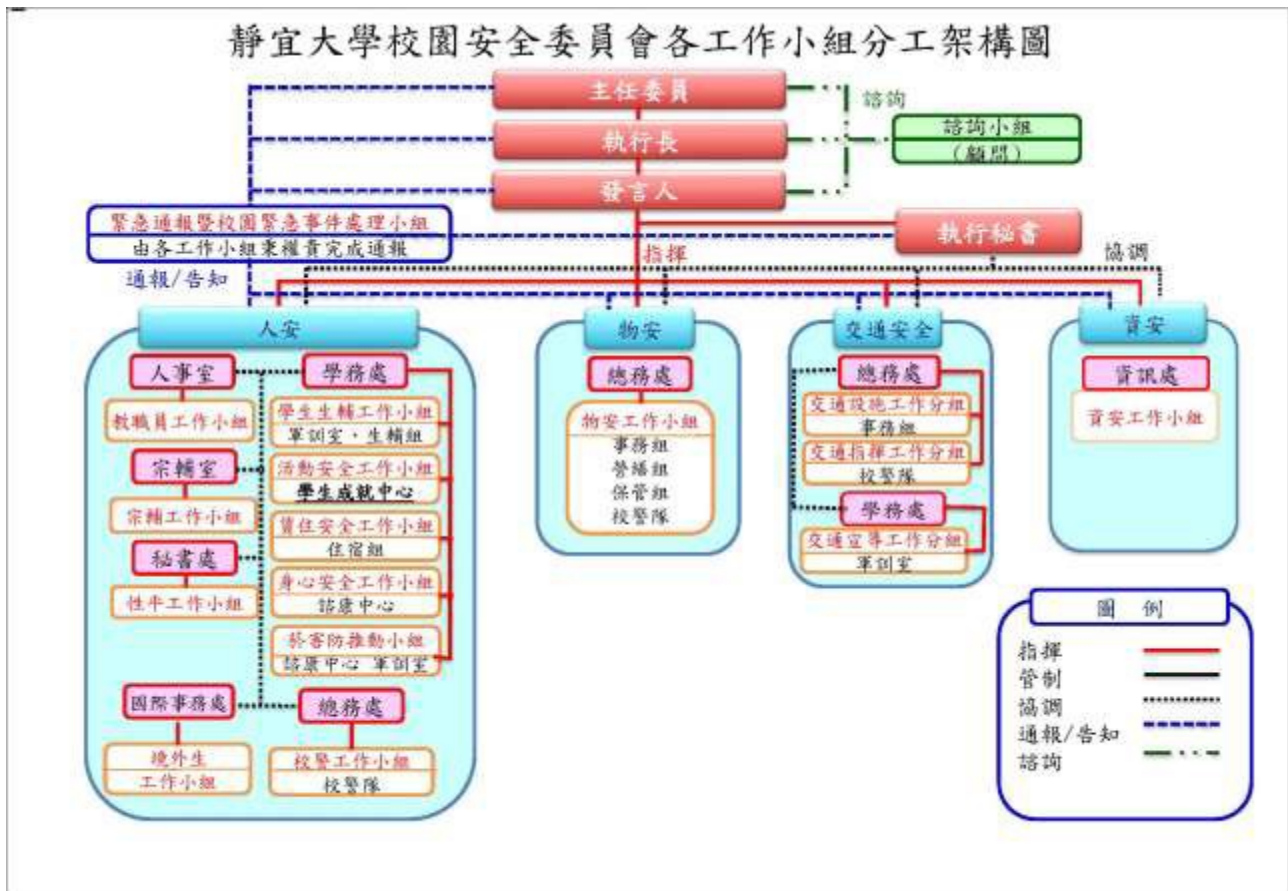 靜宜大學校園安全委員會各工作小組分工架構圖
主任委員
諮詢
執行長
諮詢小組
(顧問)
發言人
緊急通報暨校園緊急事件處理小組
由各工作小組秉權責完成通報
執行秘書
指揮
協調
通報/告知
人安
物安
交通安全
資安
人事室
教職員工作小組
宗輔室
宗輔工作小組
秘書處
性平工作小組
國際事務處
境外生
工作小組
學務處
學生生輔工作小組
軍訓室、生輔組
活動安全工作小組
學生成就中心
賃住安全工作小組
住宿組
身心安全工作小組
諮康中心
菸害防推動小組
諮康中心 軍訓室
總務處
校警工作小組
校警隊
總務處
物安工作小組
事務組
營繕組
保管組
校警隊
總務處
交通設施工作分組
事務組
交通指揮工作分組
校警隊
學務處
交通宣導工作分組
軍訓室
資訊處
資安工作小組
圖 例
指揮
管制
協調
通報/告知
諮詢